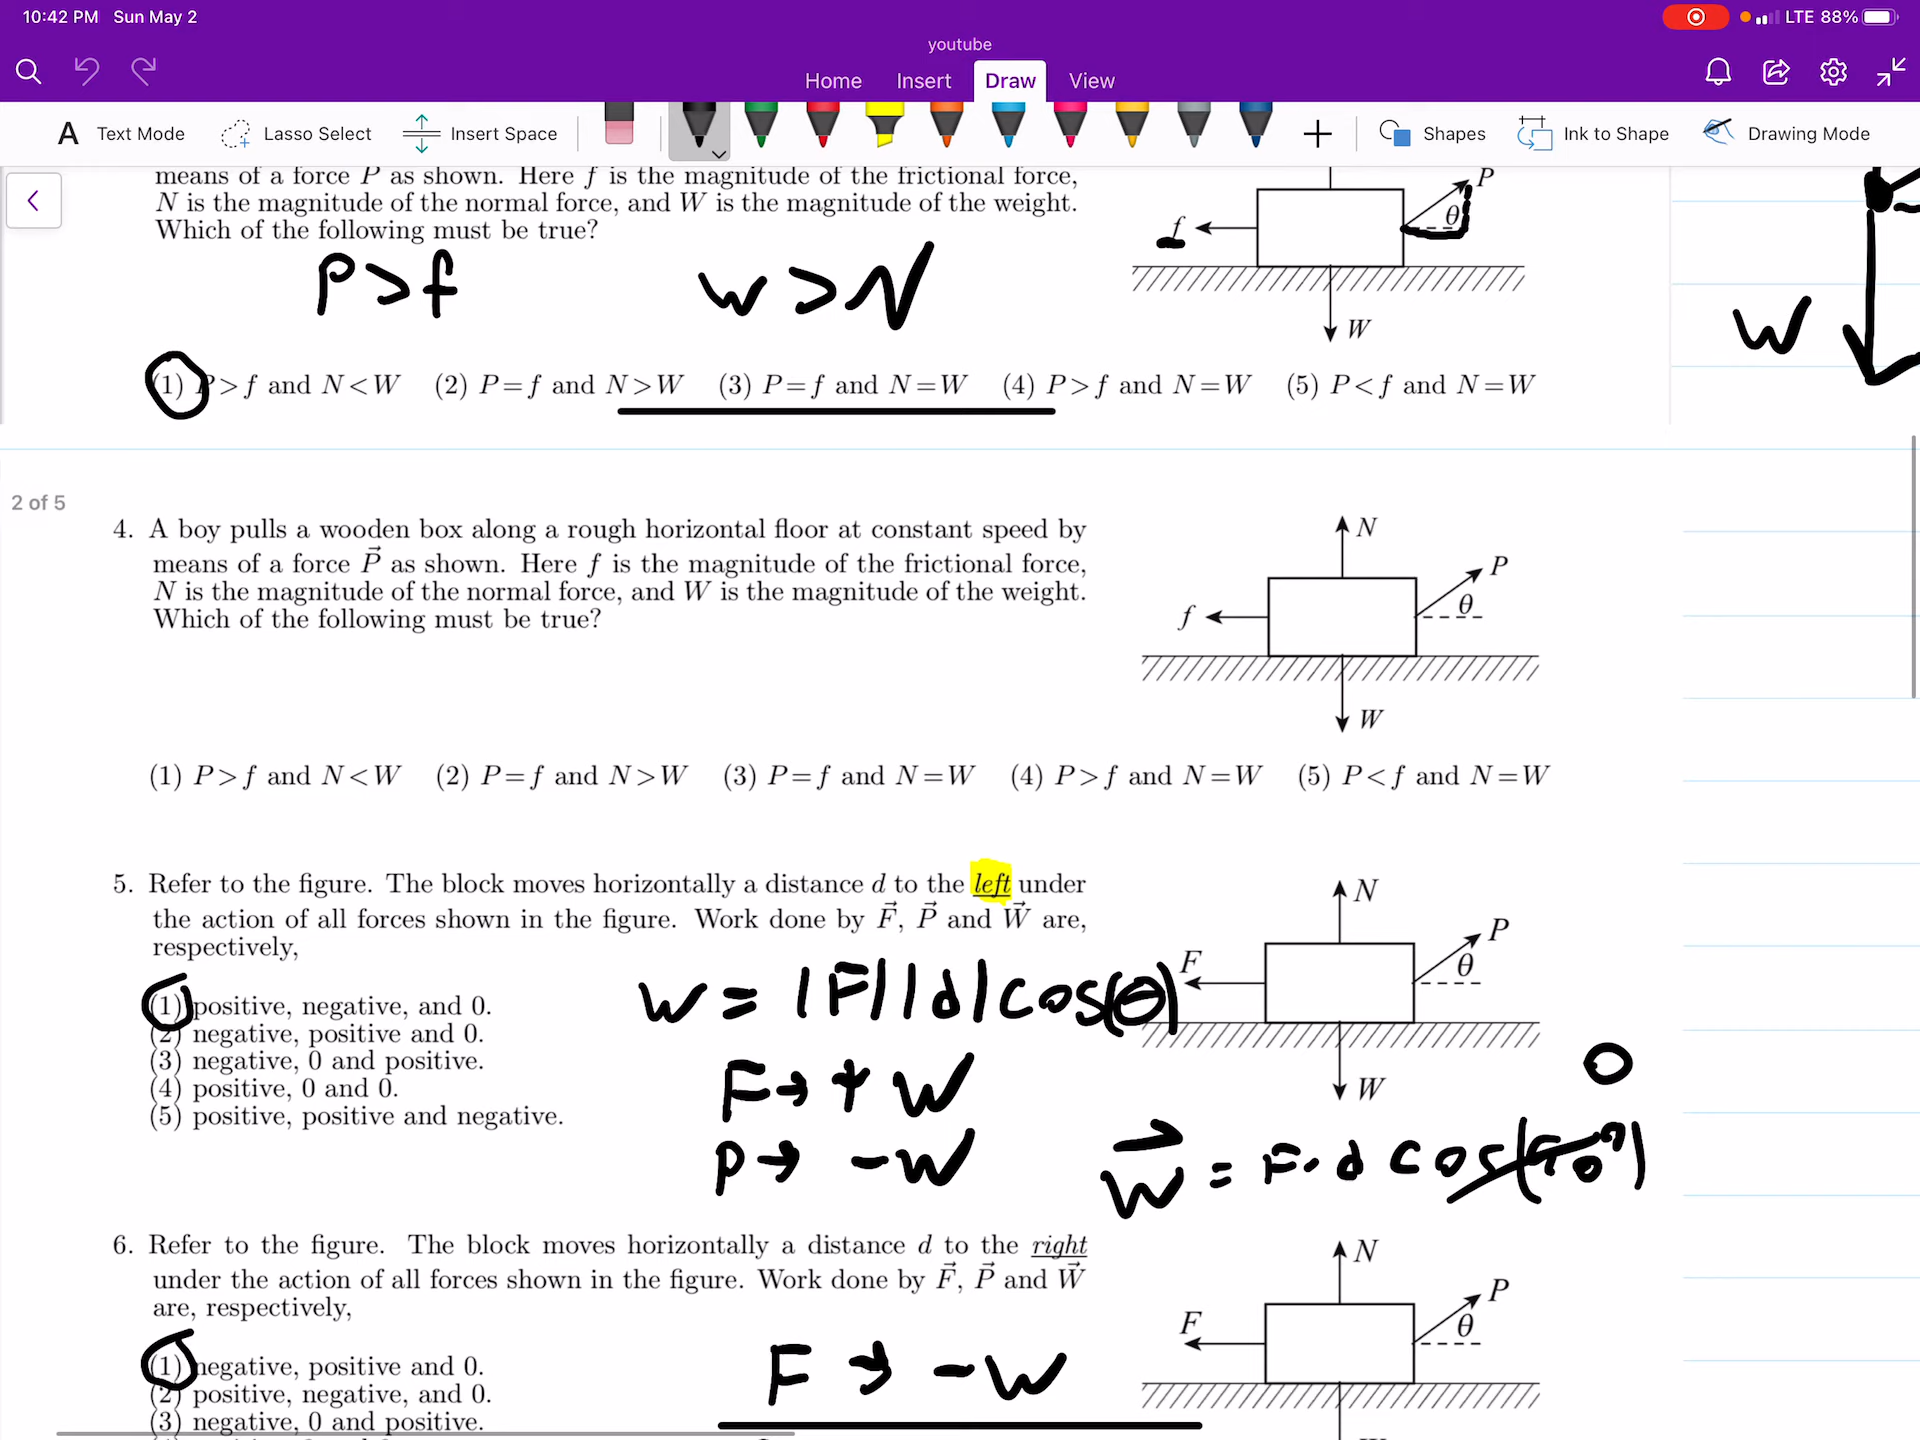 10:42 PM Sun May 2
LTE 88%
youtube
Home Insert Draw View
A Text Mode Lasso Select Insert Space Shapes Ink to Shape Drawing Mode
means of a force P as shown. Here f is the magnitude of the frictional force,
N is the magnitude of the normal force, and W is the magnitude of the weight.
Which of the following must be true?
P
θ
f
W
P>f W>N
W
(1) P>f and N<W (2) P=f and N>W (3) P=f and N=W (4) P>f and N=W (5) P<f and N=W
2 of 5
4. A boy pulls a wooden box along a rough horizontal floor at constant speed by
means of a force P⃗ as shown. Here f is the magnitude of the frictional force,
N is the magnitude of the normal force, and W is the magnitude of the weight.
Which of the following must be true?
N
P
θ
f
W
(1) P>f and N<W (2) P=f and N>W (3) P=f and N=W (4) P>f and N=W (5) P<f and N=W
5. Refer to the figure. The block moves horizontally a distance d to the left under
the action of all forces shown in the figure. Work done by F⃗, P⃗ and W⃗ are,
respectively,
N
P
θ
F
W
(1) positive, negative, and 0.
(2) negative, positive and 0.
(3) negative, 0 and positive.
(4) positive, 0 and 0.
(5) positive, positive and negative.
W = |F||d|cos(θ)
F→ + W
P→ -W
0
W⃗ = F·d cos(90°)
6. Refer to the figure. The block moves horizontally a distance d to the right
under the action of all forces shown in the figure. Work done by F⃗, P⃗ and W⃗
are, respectively,
N
P
θ
F
(1) negative, positive and 0.
(2) positive, negative, and 0.
(3) negative, 0 and positive.
F → -W